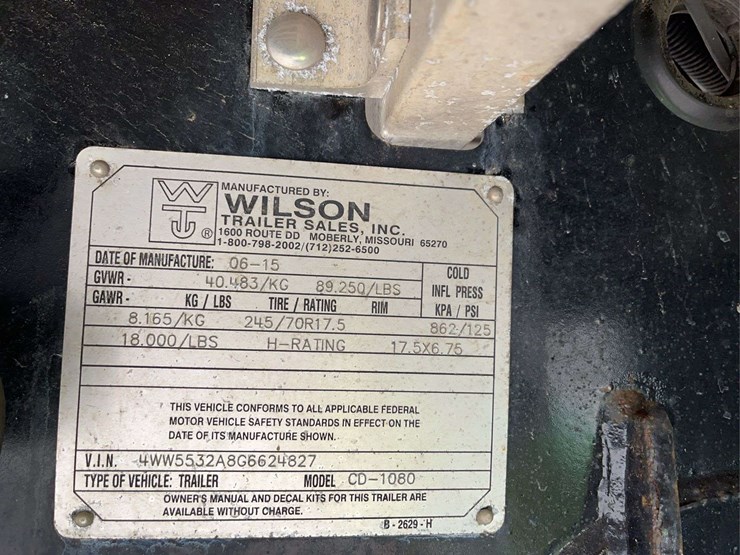 MANUFACTURED BY:
WILSON
TRAILER SALES, INC.
® 1600 ROUTE DD MOBERLY, MISSOURI 65270
1-800-798-2002/(712)252-6500
DATE OF MANUFACTURE: 06-15
GVWR - 40.483/KG 89.250/LBS
COLD
INFL PRESS
KPA / PSI
GAWR - KG / LBS TIRE / RATING RIM
8.165/KG 245/70R17.5 862/125
18.000/LBS H-RATING 17.5X6.75
THIS VEHICLE CONFORMS TO ALL APPLICABLE FEDERAL
MOTOR VEHICLE SAFETY STANDARDS IN EFFECT ON THE
DATE OF ITS MANUFACTURE SHOWN.
V.I.N. 4WW5532A8G6624827
TYPE OF VEHICLE: TRAILER MODEL CD-1080
OWNER'S MANUAL AND DECAL KITS FOR THIS TRAILER ARE
AVAILABLE WITHOUT CHARGE.
B - 2629 - H